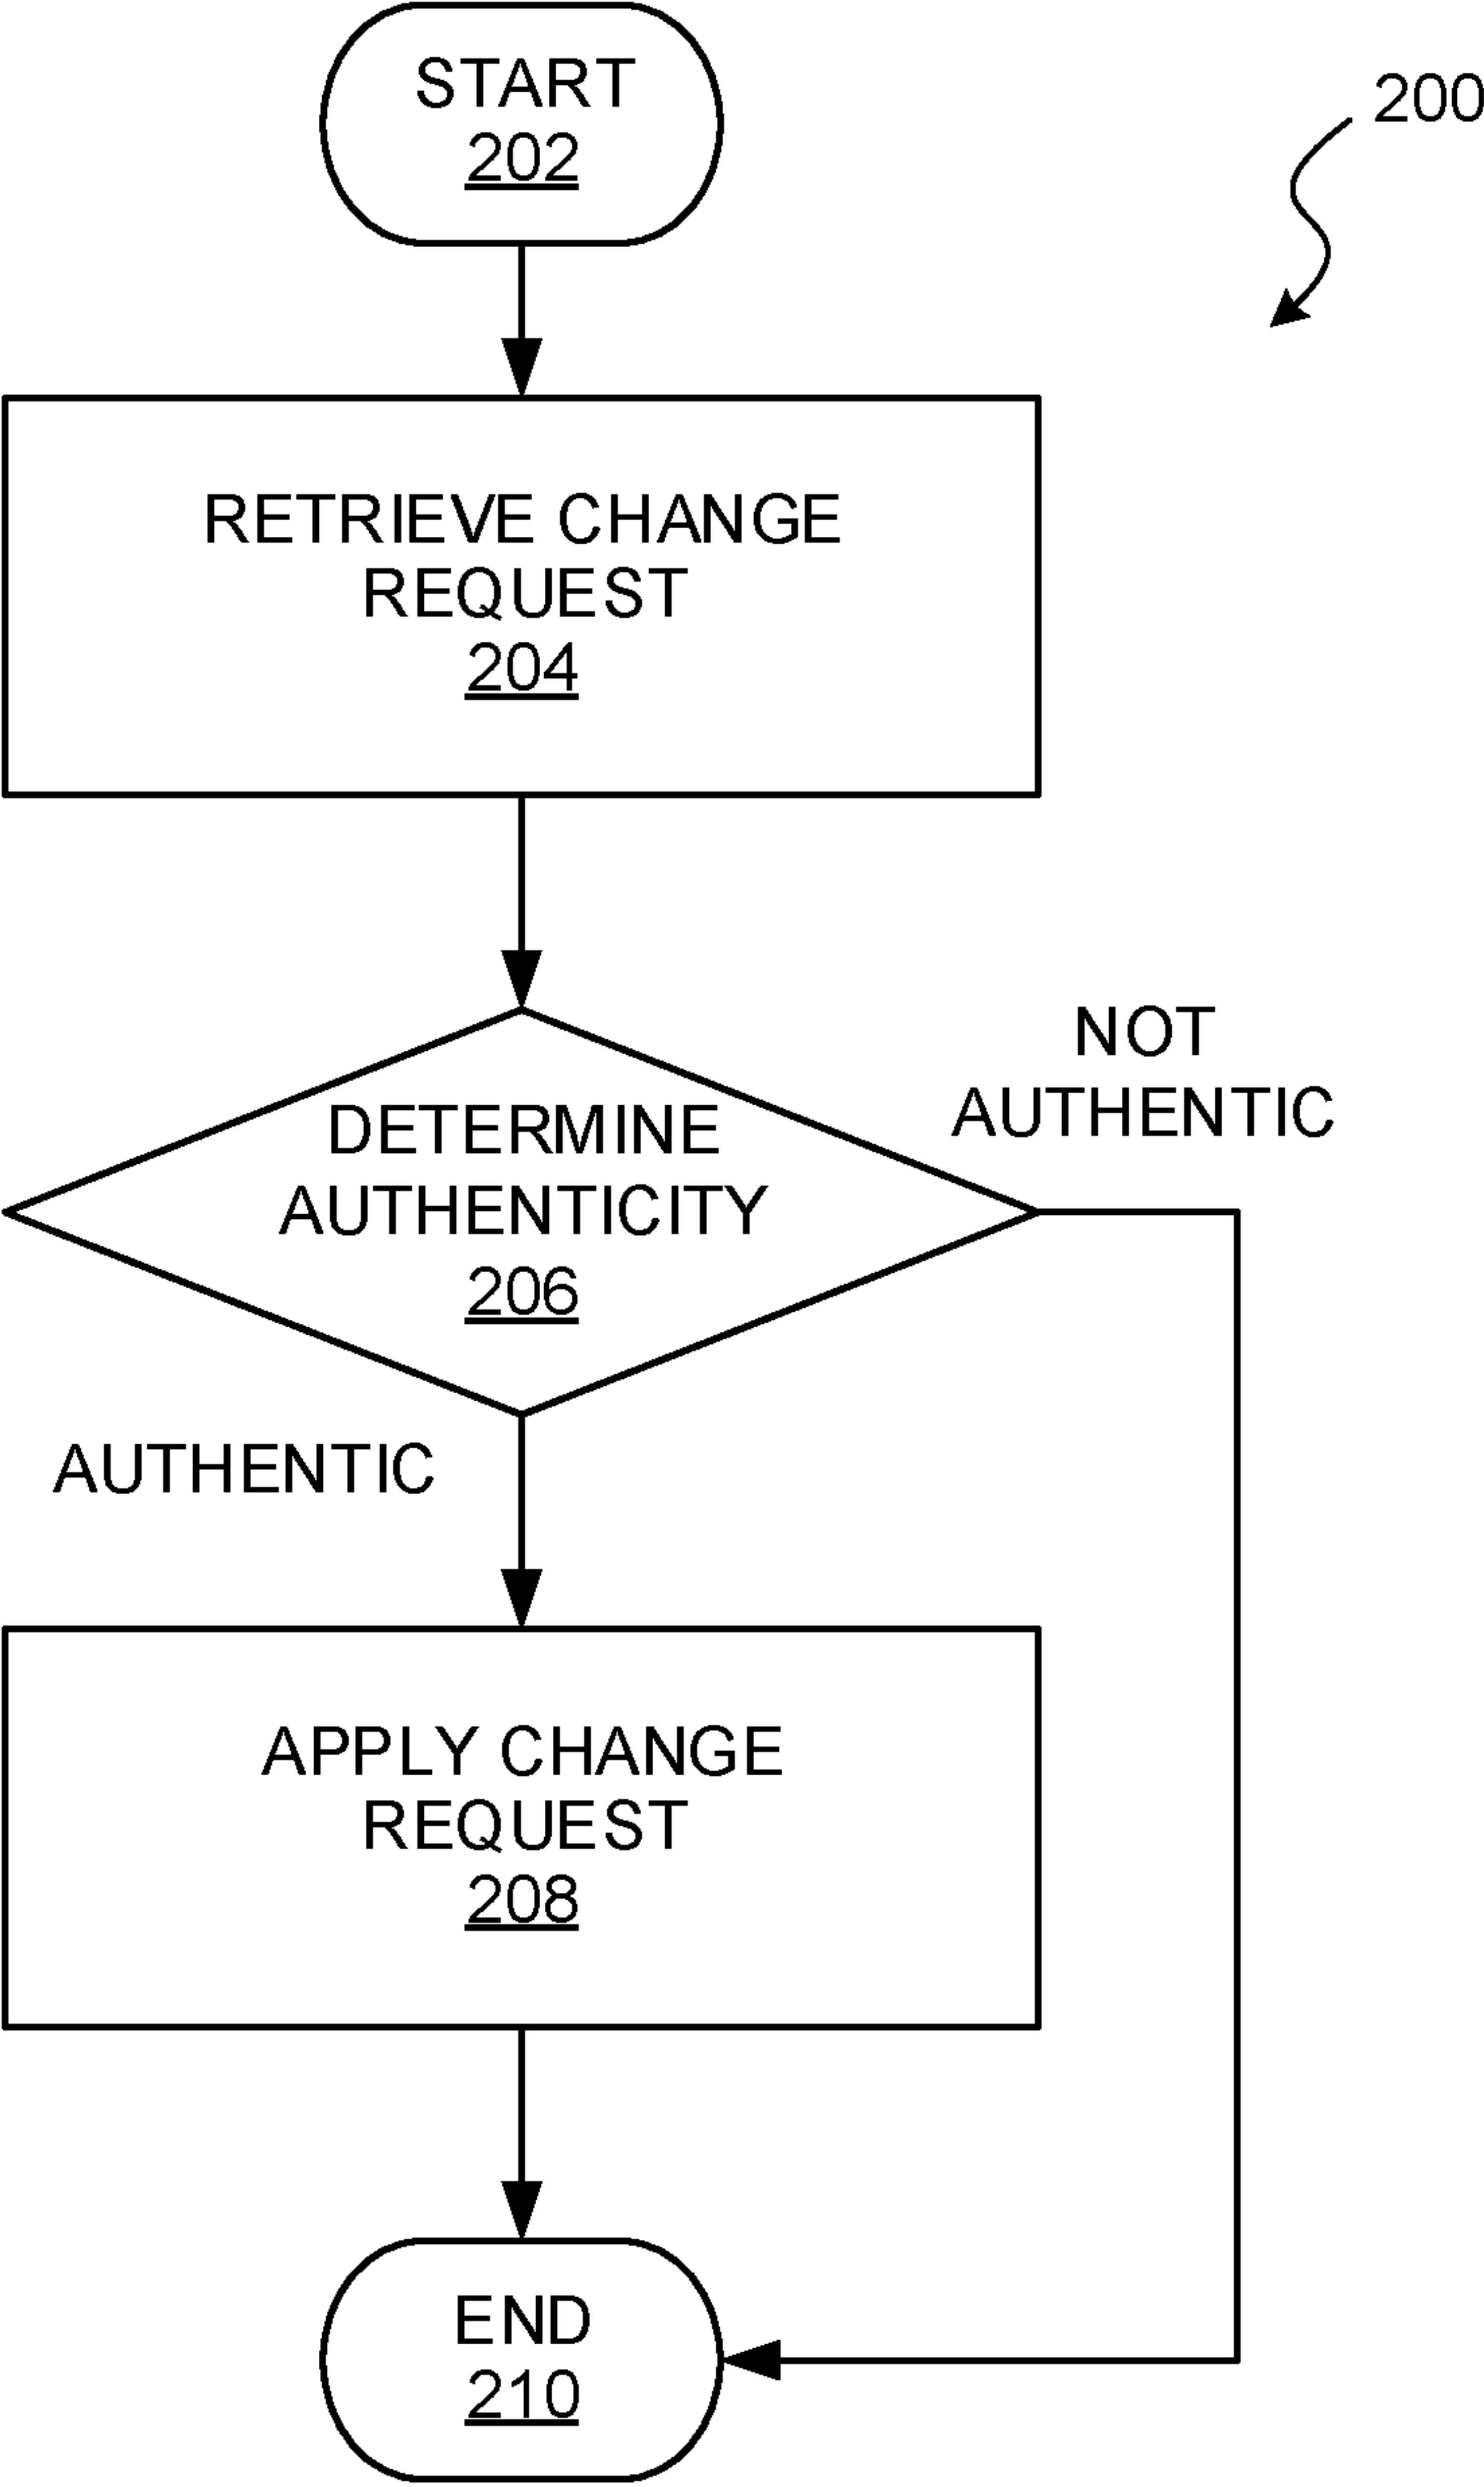 START
202
200
RETRIEVE CHANGE
REQUEST
204
DETERMINE
AUTHENTICITY
206
NOT
AUTHENTIC
AUTHENTIC
APPLY CHANGE
REQUEST
208
END
210